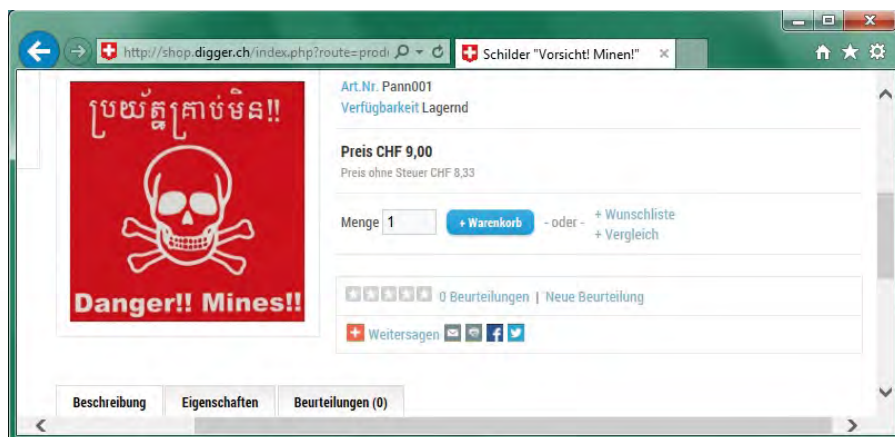 http://shop.digger.ch/index.php?route=prod
Schilder "Vorsicht! Minen!"
ប្រយ័ត្នគ្រាប់មីន!!
Danger!! Mines!!
Art.Nr. Pann001
Verfügbarkeit Lagernd
Preis CHF 9,00
Preis ohne Steuer CHF 8,33
Menge 1 + Warenkorb - oder - + Wunschliste
+ Vergleich
0 Beurteilungen | Neue Beurteilung
Weitersagen
Beschreibung Eigenschaften Beurteilungen (0)